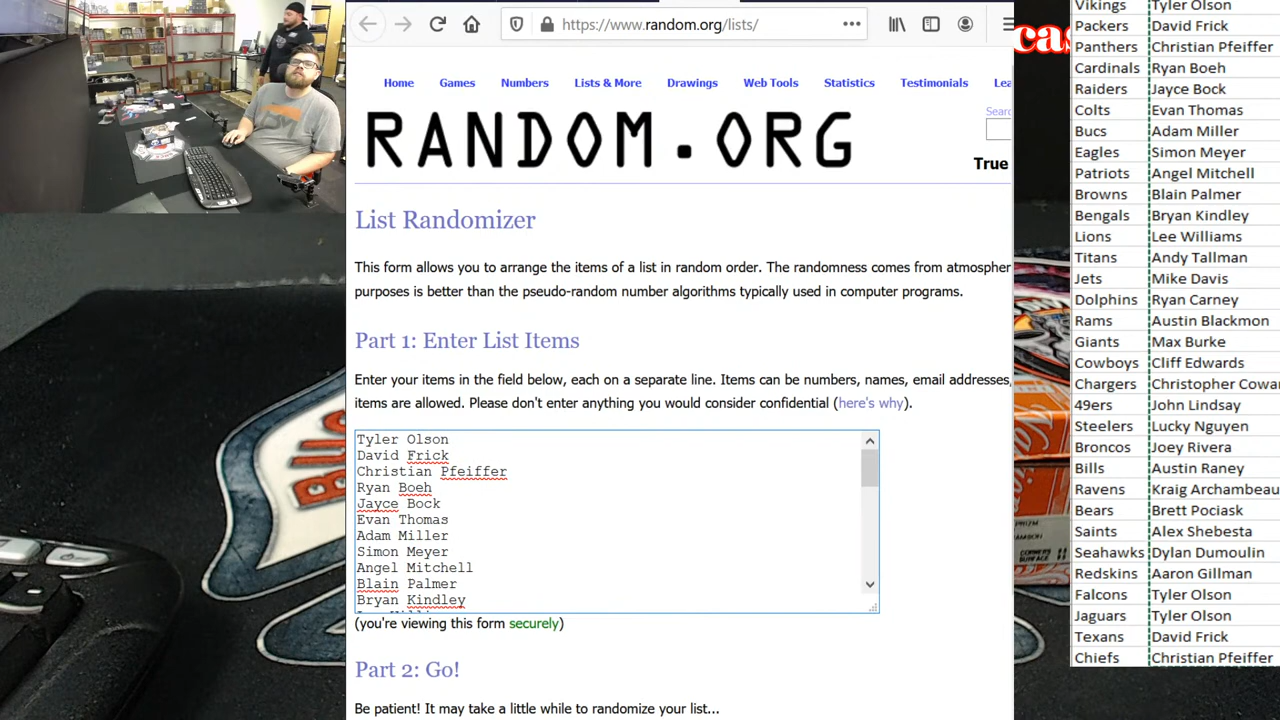 https://www.random.org/lists/
Home Games Numbers Lists & More Drawings Web Tools Statistics Testimonials
RANDOM.ORG
True
List Randomizer
This form allows you to arrange the items of a list in random order. The randomness comes from
purposes is better than the pseudo-random number algorithms typically used in computer programs.
Part 1: Enter List Items
Enter your items in the field below, each on a separate line. Items can be numbers, names, email addresses,
items are allowed. Please don't enter anything you would consider confidential (here's why).
Tyler Olson
David Frick
Christian Pfeiffer
Ryan Boeh
Jayce Bock
Evan Thomas
Adam Miller
Simon Meyer
Angel Mitchell
Blain Palmer
Bryan Kindley
(you're viewing this form securely)
Part 2: Go!
Be patient! It may take a little while to randomize your list...
Vikings Tyler Olson
Packers David Frick
Panthers Christian Pfeiffer
Cardinals Ryan Boeh
Raiders Jayce Bock
Colts Evan Thomas
Bucs Adam Miller
Eagles Simon Meyer
Patriots Angel Mitchell
Browns Blain Palmer
Bengals Bryan Kindley
Lions Lee Williams
Titans Andy Tallman
Jets Mike Davis
Dolphins Ryan Carney
Rams Austin Blackmon
Giants Max Burke
Cowboys Cliff Edwards
Chargers Christopher Cowa
49ers John Lindsay
Steelers Lucky Nguyen
Broncos Joey Rivera
Bills Austin Raney
Ravens Kraig Archambeau
Bears Brett Pociask
Saints Alex Shebesta
Seahawks Dylan Dumoulin
Redskins Aaron Gillman
Falcons Tyler Olson
Jaguars Tyler Olson
Texans David Frick
Chiefs Christian Pfeiffer